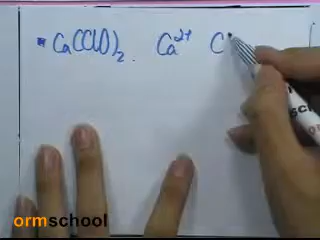 * Ca(ClO)₂ . Ca²⁺ C
ormschool